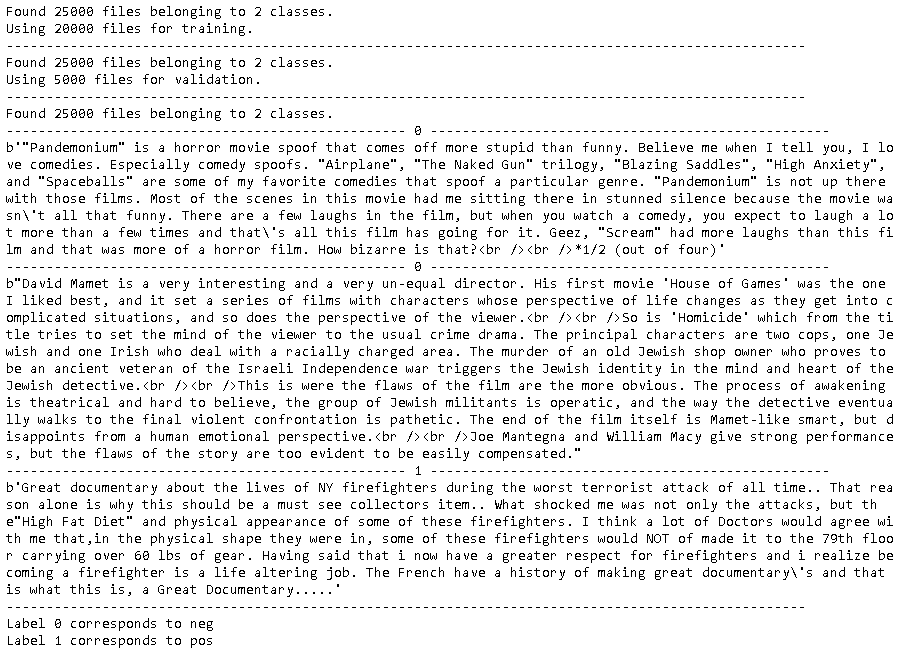 Found 25000 files belonging to 2 classes.
Using 20000 files for training.
----------------------------------------------------------------------------------------------------
Found 25000 files belonging to 2 classes.
Using 5000 files for validation.
----------------------------------------------------------------------------------------------------
Found 25000 files belonging to 2 classes.
-------------------------------------------------- 0 --------------------------------------------------
b'"Pandemonium" is a horror movie spoof that comes off more stupid than funny. Believe me when I tell you, I lo
ve comedies. Especially comedy spoofs. "Airplane", "The Naked Gun" trilogy, "Blazing Saddles", "High Anxiety",
and "Spaceballs" are some of my favorite comedies that spoof a particular genre. "Pandemonium" is not up there
with those films. Most of the scenes in this movie had me sitting there in stunned silence because the movie wa
sn\'t all that funny. There are a few laughs in the film, but when you watch a comedy, you expect to laugh a lo
t more than a few times and that\'s all this film has going for it. Geez, "Scream" had more laughs than this fi
lm and that was more of a horror film. How bizarre is that?<br /><br />*1/2 (out of four)'
-------------------------------------------------- 0 --------------------------------------------------
b"David Mamet is a very interesting and a very un-equal director. His first movie 'House of Games' was the one
I liked best, and it set a series of films with characters whose perspective of life changes as they get into c
omplicated situations, and so does the perspective of the viewer.<br /><br />So is 'Homicide' which from the ti
tle tries to set the mind of the viewer to the usual crime drama. The principal characters are two cops, one Je
wish and one Irish who deal with a racially charged area. The murder of an old Jewish shop owner who proves to
be an ancient veteran of the Israeli Independence war triggers the Jewish identity in the mind and heart of the
Jewish detective.<br /><br />This is were the flaws of the film are the more obvious. The process of awakening
is theatrical and hard to believe, the group of Jewish militants is operatic, and the way the detective eventua
lly walks to the final violent confrontation is pathetic. The end of the film itself is Mamet-like smart, but d
isappoints from a human emotional perspective.<br /><br />Joe Mantegna and William Macy give strong performance
s, but the flaws of the story are too evident to be easily compensated."
-------------------------------------------------- 1 --------------------------------------------------
b'Great documentary about the lives of NY firefighters during the worst terrorist attack of all time.. That rea
son alone is why this should be a must see collectors item.. What shocked me was not only the attacks, but th
e"High Fat Diet" and physical appearance of some of these firefighters. I think a lot of Doctors would agree wi
th me that,in the physical shape they were in, some of these firefighters would NOT of made it to the 79th floo
r carrying over 60 lbs of gear. Having said that i now have a greater respect for firefighters and i realize be
coming a firefighter is a life altering job. The French have a history of making great documentary\'s and that
is what this is, a Great Documentary.....'
----------------------------------------------------------------------------------------------------
Label 0 corresponds to neg
Label 1 corresponds to pos